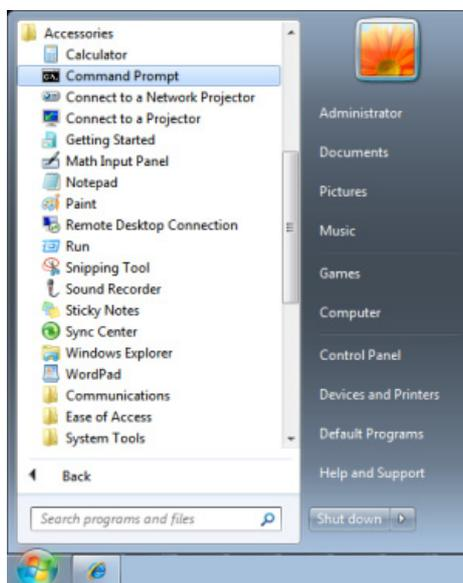 Accessories
Calculator
Command Prompt
Connect to a Network Projector
Connect to a Projector
Getting Started
Math Input Panel
Notepad
Paint
Remote Desktop Connection
Run
Snipping Tool
Sound Recorder
Sticky Notes
Sync Center
Windows Explorer
WordPad
Communications
Ease of Access
System Tools
Back
Search programs and files
Administrator
Documents
Pictures
Music
Games
Computer
Control Panel
Devices and Printers
Default Programs
Help and Support
Shut down